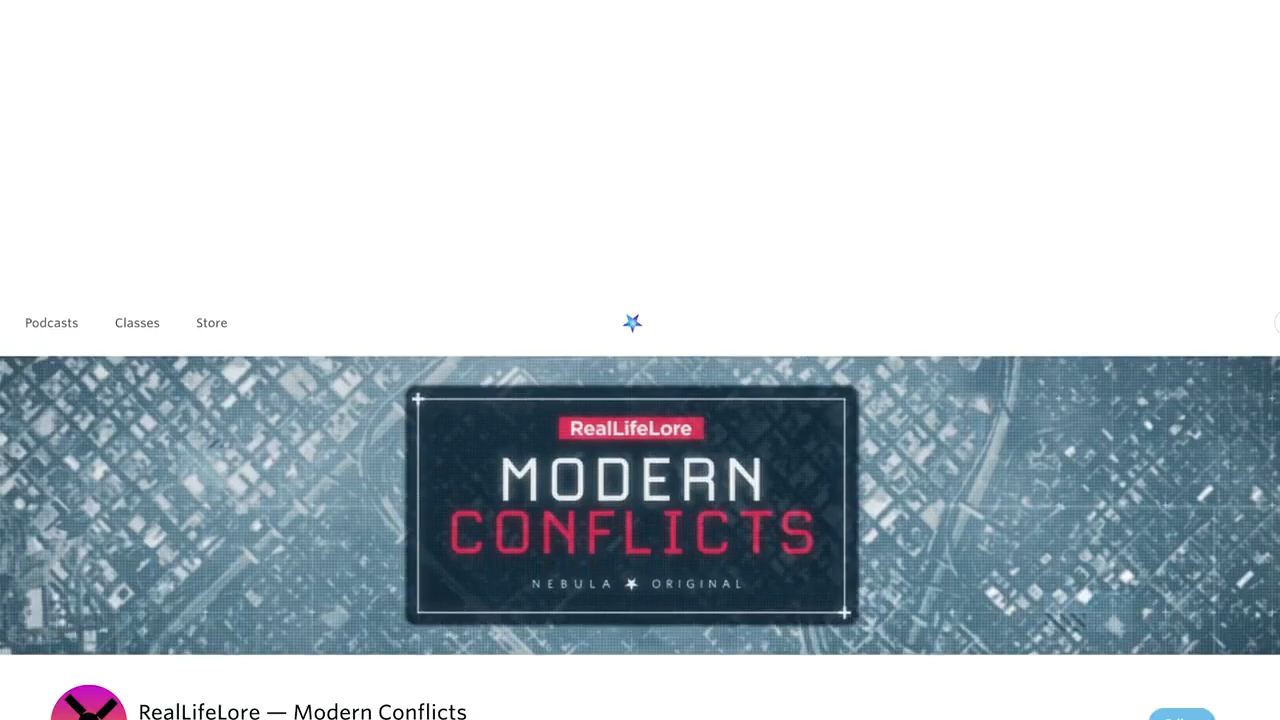 Podcasts Classes Store
RealLifeLore
MODERN
CONFLICTS
NEBULA ORIGINAL
RealLifeLore — Modern Conflicts